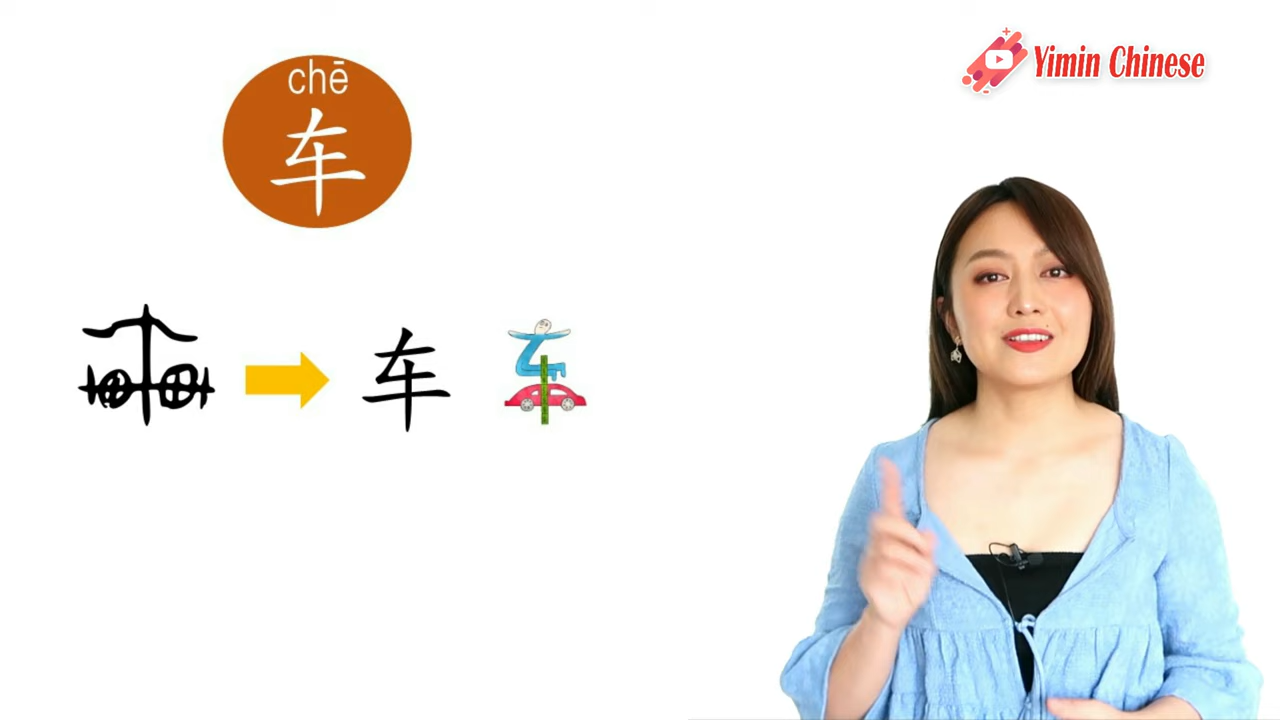 chē
车
Yimin Chinese
车